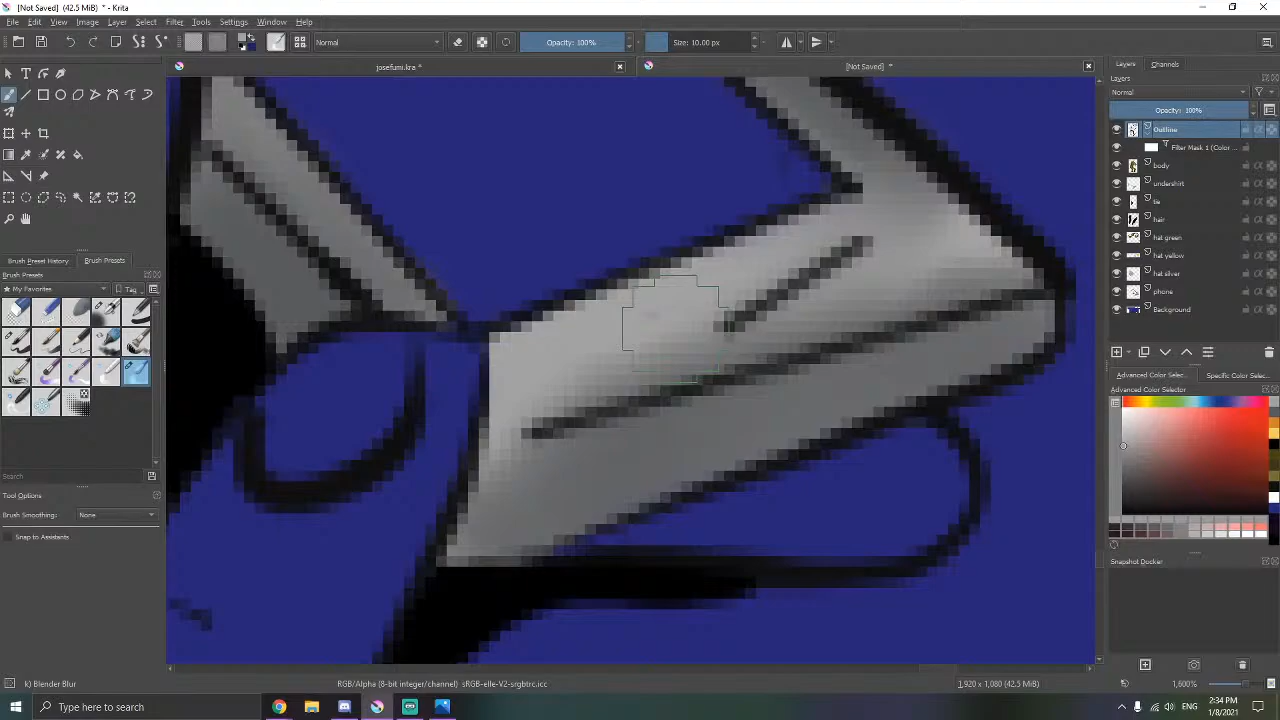 [Not Saved] (42.5 MiB) * - Krita
File Edit View Image Layer Select Filter Tools Settings Window Help
Normal Opacity: 100% Size: 10.00 px
josefumi.kra * [Not Saved] *
Layers Channels
Layers
Normal
Opacity: 100%
Outline
Filter Mask 1 (Color ...
body
undershirt
tie
hair
hat green
hat yellow
hat silver
phone
Background
Brush Preset History Brush Presets
Brush Presets
Favorites Tag
Search
Tool Options
Brush Smoothing: None
Snap to Assistants
Advanced Color Selec... Specific Color Selec...
Advanced Color Selector
Snapshot Docker
k) Blender Blur RGB/Alpha (8-bit integer/channel) sRGB-elle-V2-srgbtrc.icc 1,920 x 1,080 (42.5 MiB) 1,600%
Type here to search ENG 2:34 PM
1/8/2021